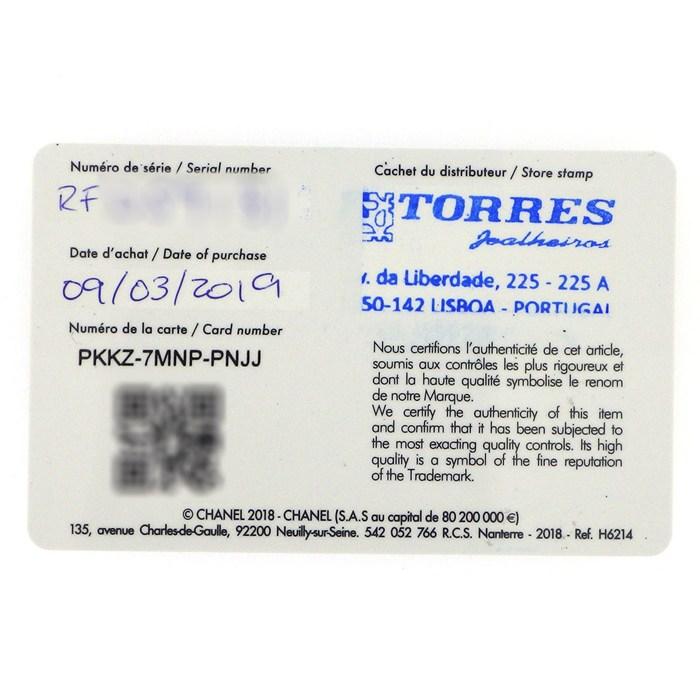 Numéro de série / Serial number
RF
Date d'achat / Date of purchase
09/03/2019
Numéro de la carte / Card number
PKKZ-7MNP-PNJJ
Cachet du distributeur / Store stamp
TORRES
Joalheiros
. da Liberdade, 225 - 225 A
50-142 LISBOA - PORTUGAL
Nous certifions l'authenticité de cet article,
soumis aux contrôles les plus rigoureux et
dont la haute qualité symbolise le renom
de notre Marque.
We certify the authenticity of this item
and confirm that it has been subjected to
the most exacting quality controls. Its high
quality is a symbol of the fine reputation
of the Trademark.
© CHANEL 2018 - CHANEL (S.A.S au capital de 80 200 000 €)
135, avenue Charles-de-Gaulle, 92200 Neuilly-sur-Seine. 542 052 766 R.C.S. Nanterre - 2018 - Ref. H6214